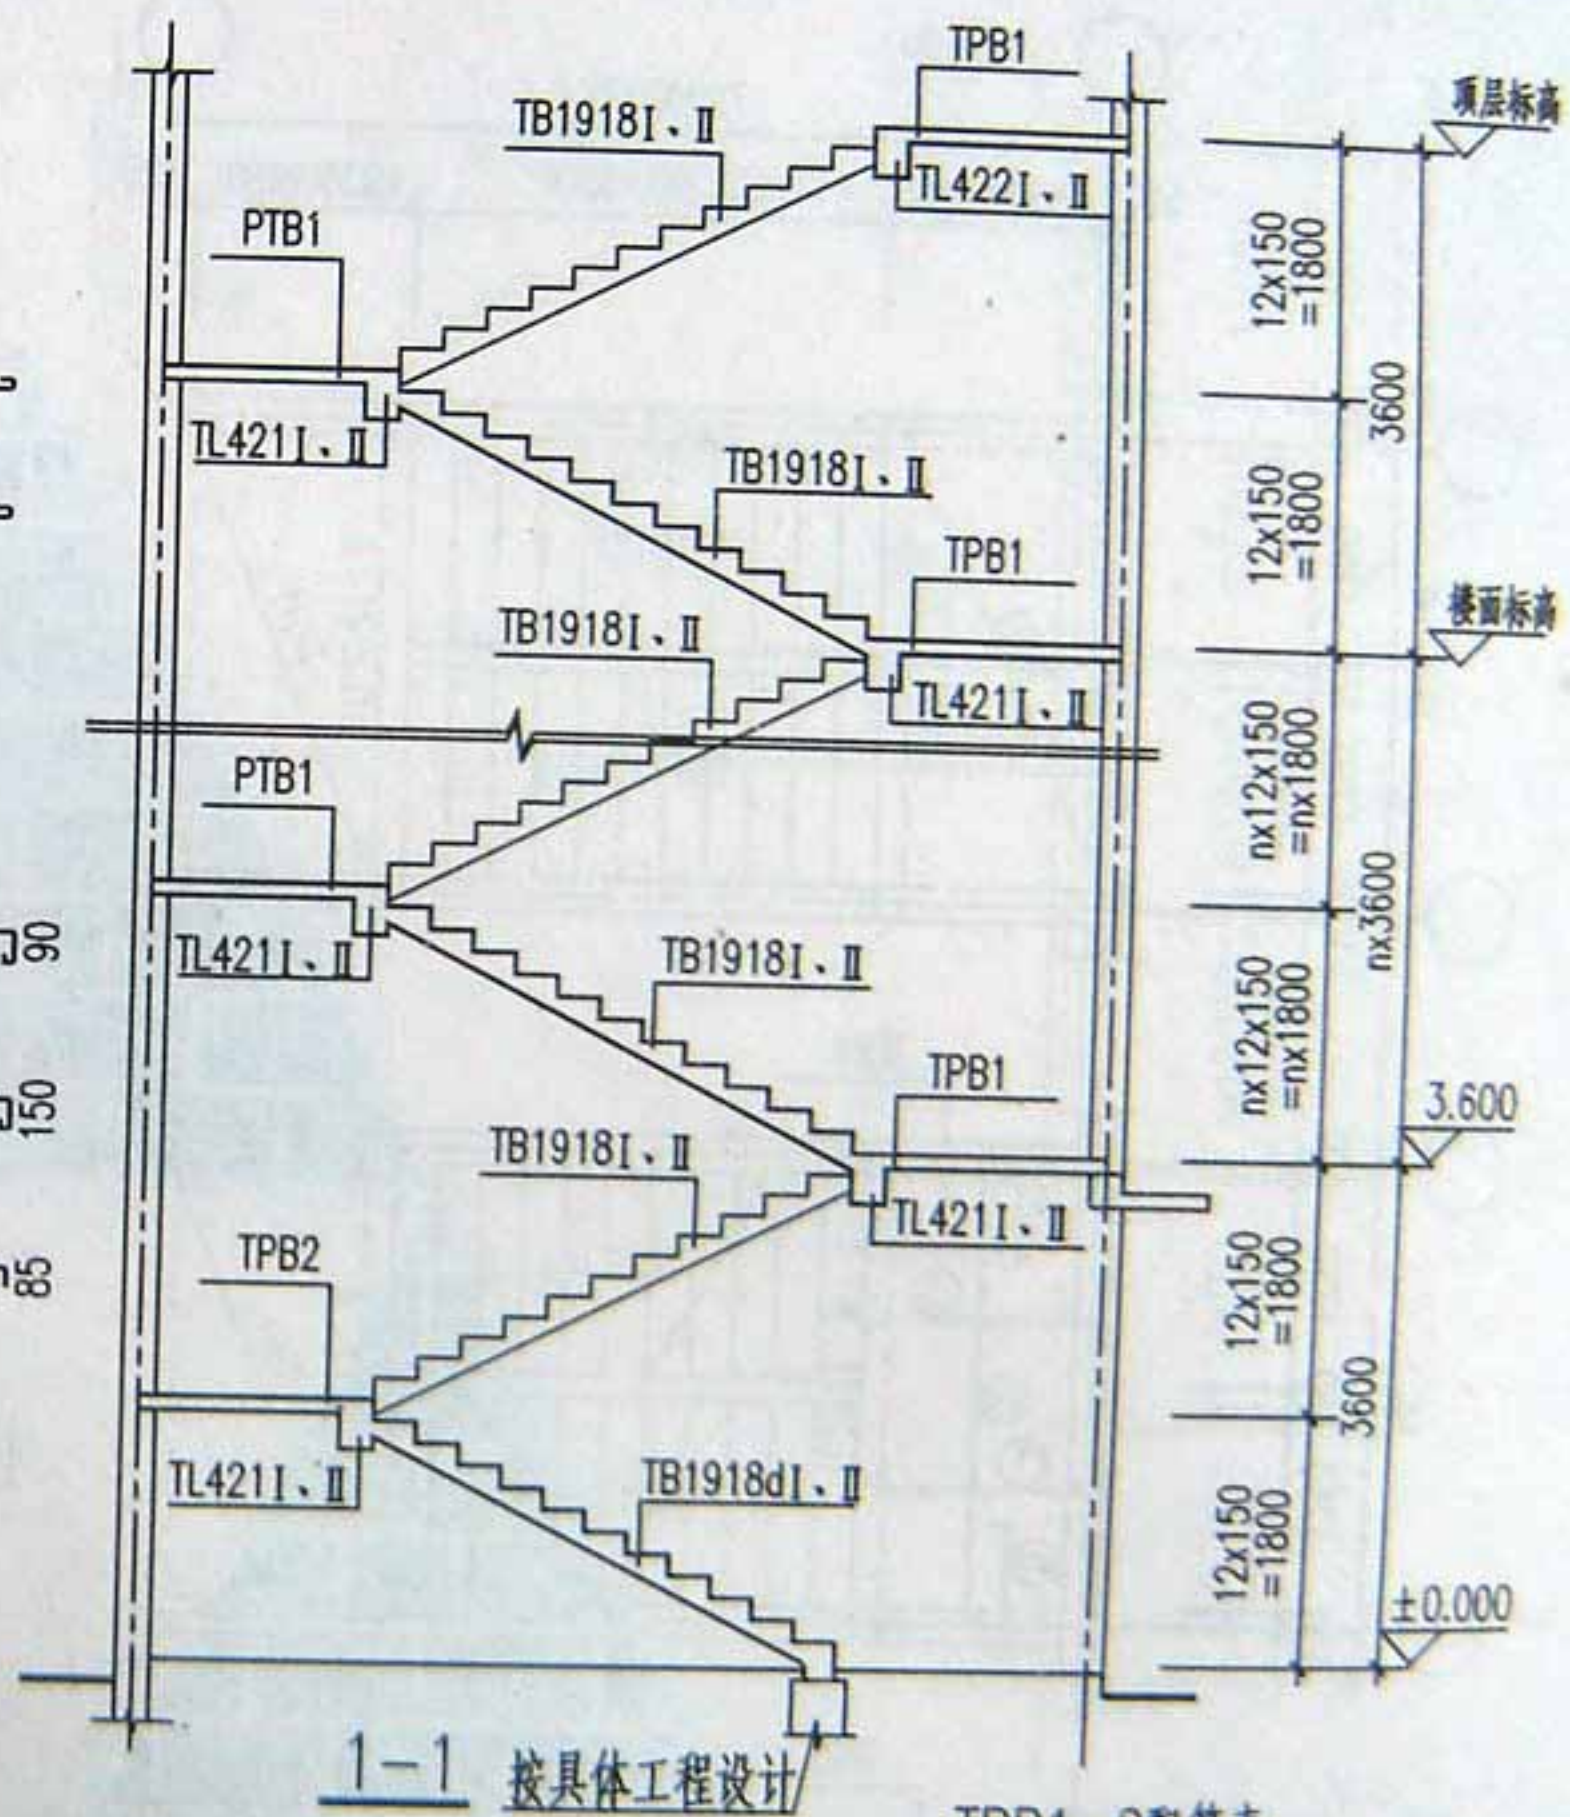 TPB1
顶层标高
TB1918Ⅰ、Ⅱ
TL422Ⅰ、Ⅱ
PTB1
12x150
=1800
3600
TL421Ⅰ、Ⅱ
TB1918Ⅰ、Ⅱ
12x150
=1800
TPB1
楼面标高
TB1918Ⅰ、Ⅱ
TL421Ⅰ、Ⅱ
PTB1
nx12x150
=nx1800
nx3600
TL421Ⅰ、Ⅱ
TB1918Ⅰ、Ⅱ
90
nx12x150
=nx1800
TPB1
3.600
150
TB1918Ⅰ、Ⅱ
TL421Ⅰ、Ⅱ
TPB2
85
12x150
=1800
3600
TL421Ⅰ、Ⅱ
TB1918dⅠ、Ⅱ
12x150
=1800
±0.000
1-1 按具体工程设计